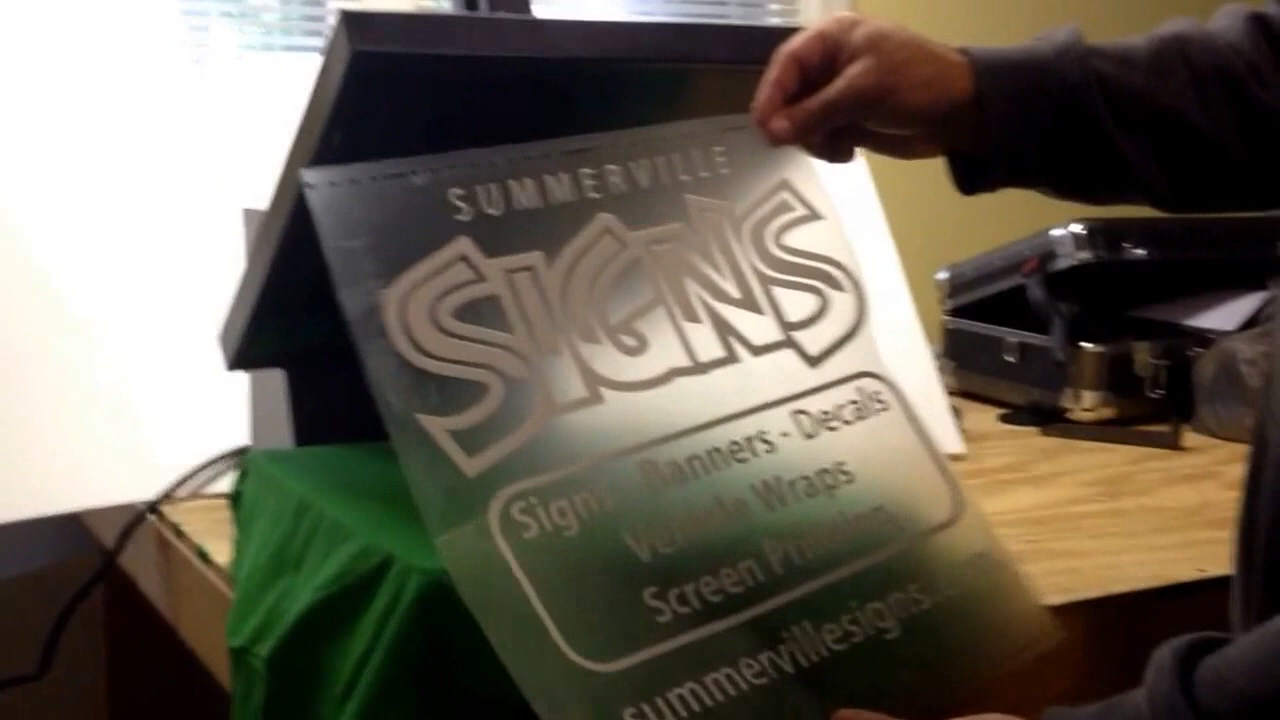 SUMMERVILLE
SIGNS
Signs - Banners - Decals
Vehicle Wraps
Screen Printing
summervillesigns.